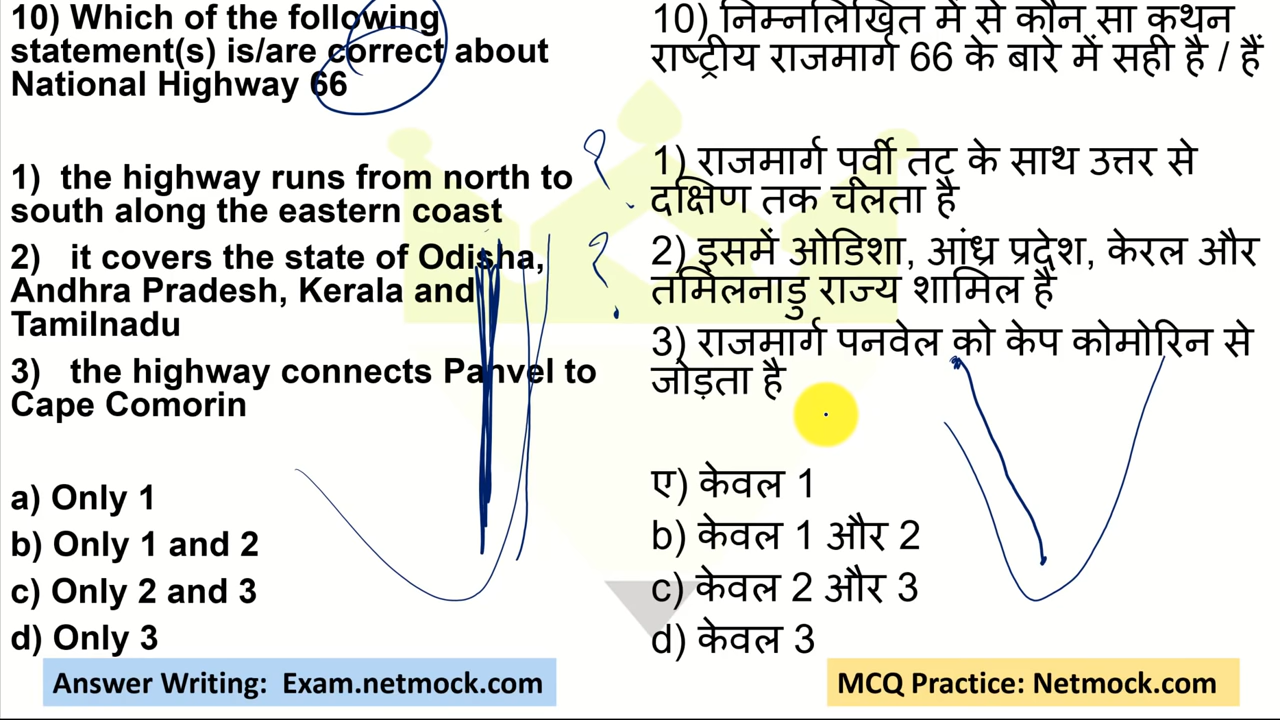 10) Which of the following
statement(s) is/are correct about
National Highway 66
1) the highway runs from north to
south along the eastern coast
2) it covers the state of Odisha,
Andhra Pradesh, Kerala and
Tamilnadu
3) the highway connects Panvel to
Cape Comorin
a) Only 1
b) Only 1 and 2
c) Only 2 and 3
d) Only 3
Answer Writing: Exam.netmock.com
10) निम्नलिखित में से कौन सा कथन
राष्ट्रीय राजमार्ग 66 के बारे में सही है / हैं
1) राजमार्ग पूर्वी तट के साथ उत्तर से
दक्षिण तक चलता है
2) इसमें ओडिशा, आंध्र प्रदेश, केरल और
तमिलनाडु राज्य शामिल है
3) राजमार्ग पनवेल को केप कोमोरिन से
जोड़ता है
ए) केवल 1
b) केवल 1 और 2
c) केवल 2 और 3
d) केवल 3
MCQ Practice: Netmock.com